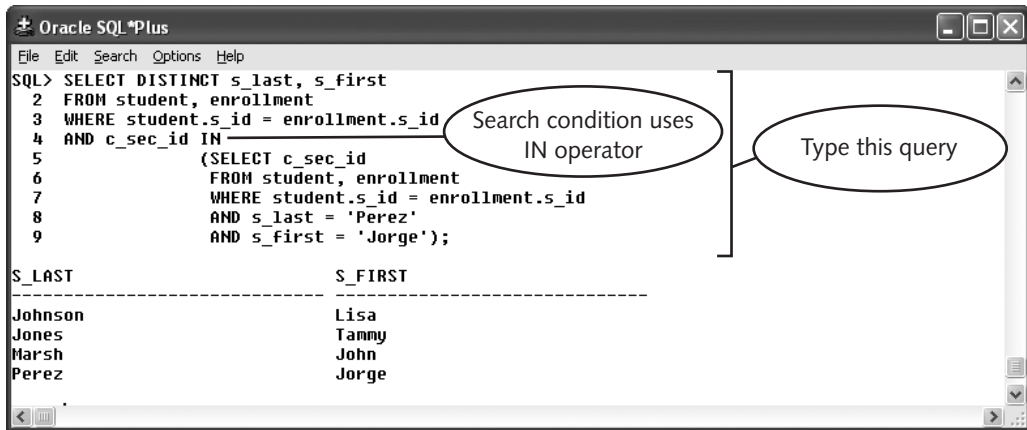 Oracle SQL*Plus
File Edit Search Options Help
SQL> SELECT DISTINCT s_last, s_first
2 FROM student, enrollment
3 WHERE student.s_id = enrollment.s_id
4 AND c_sec_id IN
5 (SELECT c_sec_id
6 FROM student, enrollment
7 WHERE student.s_id = enrollment.s_id
8 AND s_last = 'Perez'
9 AND s_first = 'Jorge');
Search condition uses
IN operator
Type this query
S_LAST S_FIRST
------------------------------ ------------------------------
Johnson Lisa
Jones Tammy
Marsh John
Perez Jorge